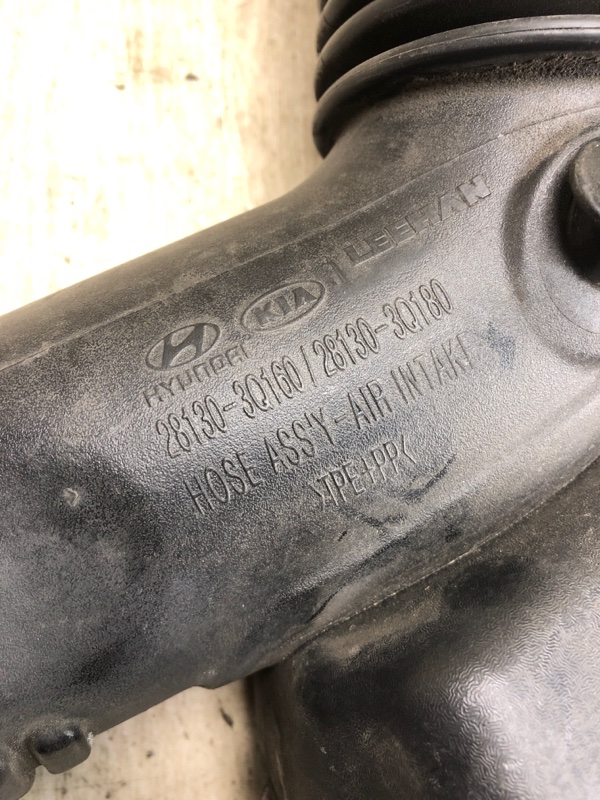 LEEHAN
KIA
HYUNDAI
28130-3Q160 / 28130-3Q180
HOSE ASS'Y-AIR INTAKE
>TPE+PP<